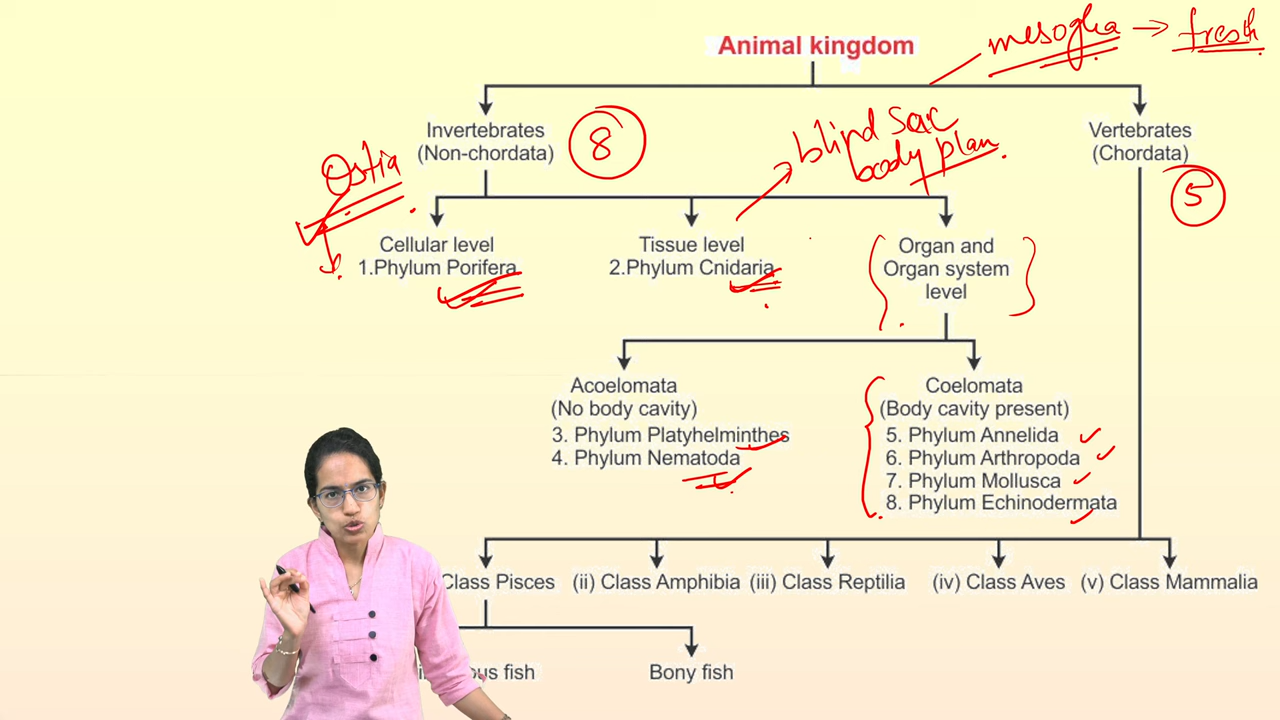 Animal kingdom
mesoglea → fresh
Invertebrates
(Non-chordata)
8
blind sac
body plan
Vertebrates
(Chordata)
5
Ostia
Cellular level
1.Phylum Porifera
Tissue level
2.Phylum Cnidaria
Organ and
Organ system
level
Acoelomata
(No body cavity)
3. Phylum Platyhelminthes
4. Phylum Nematoda
Coelomata
(Body cavity present)
5. Phylum Annelida
6. Phylum Arthropoda
7. Phylum Mollusca
8. Phylum Echinodermata
Class Pisces (ii) Class Amphibia (iii) Class Reptilia (iv) Class Aves (v) Class Mammalia
ous fish Bony fish